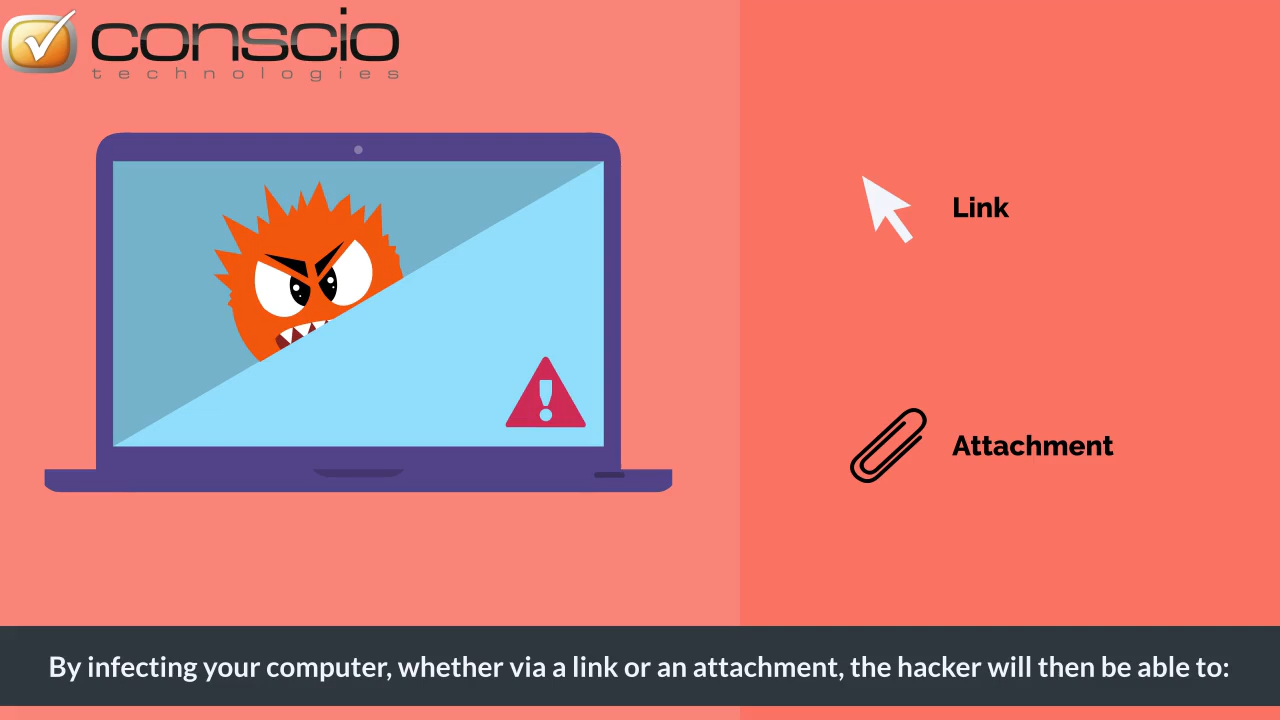 conscio
technologies
Link
Attachment
By infecting your computer, whether via a link or an attachment, the hacker will then be able to: